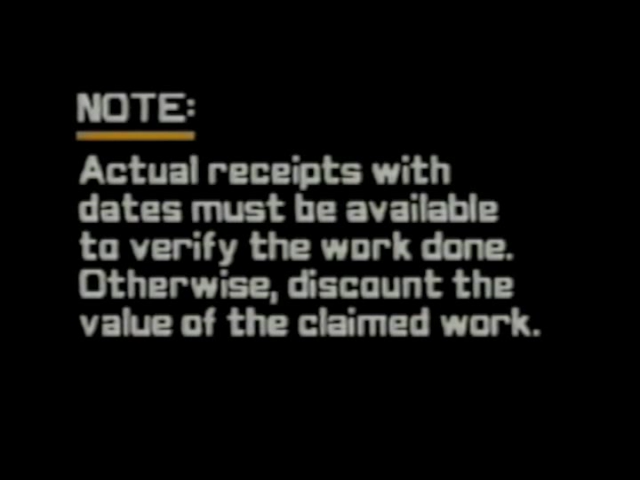 NOTE:
Actual receipts with
dates must be available
to verify the work done.
Otherwise, discount the
value of the claimed work.